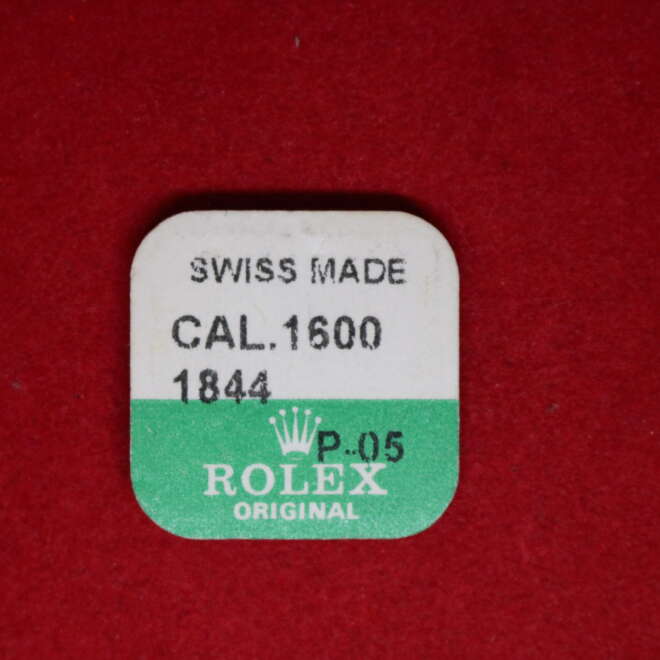 SWISS MADE
CAL.1600
1844
P-05
ROLEX
ORIGINAL